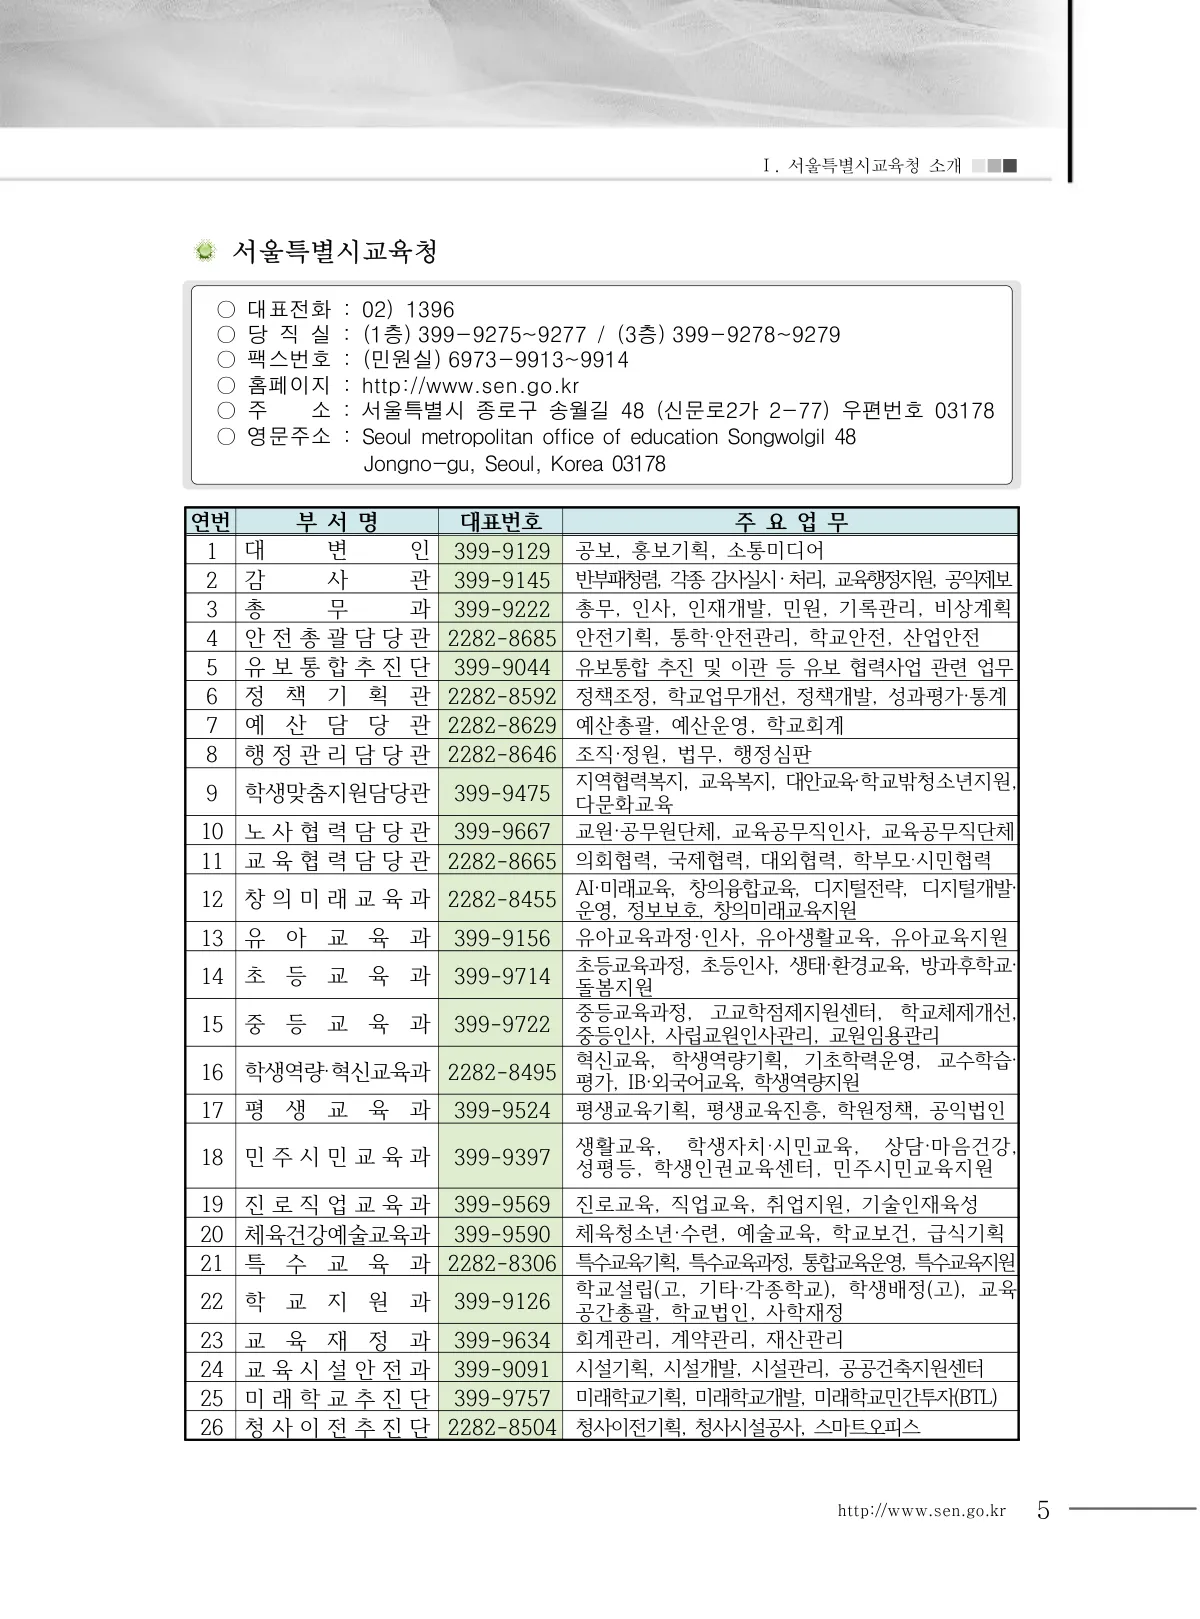 Ⅰ. 서울특별시교육청 소개
서울특별시교육청
○ 대표전화 : 02) 1396
○ 당 직 실 : (1층) 399-9275~9277 / (3층) 399-9278~9279
○ 팩스번호 : (민원실) 6973-9913~9914
○ 홈페이지 : http://www.sen.go.kr
○ 주 소 : 서울특별시 종로구 송월길 48 (신문로2가 2-77) 우편번호 03178
○ 영문주소 : Seoul metropolitan office of education Songwolgil 48
Jongno-gu, Seoul, Korea 03178
연번 부 서 명 대표번호 주 요 업 무
1 대 변 인 399-9129 공보, 홍보기획, 소통미디어
2 감 사 관 399-9145 반부패청렴, 각종 감사실시·처리, 교육행정지원, 공익제보
3 총 무 과 399-9222 총무, 인사, 인재개발, 민원, 기록관리, 비상계획
4 안 전 총 괄 담 당 관 2282-8685 안전기획, 통학·안전관리, 학교안전, 산업안전
5 유 보 통 합 추 진 단 399-9044 유보통합 추진 및 이관 등 유보 협력사업 관련 업무
6 정 책 기 획 관 2282-8592 정책조정, 학교업무개선, 정책개발, 성과평가·통계
7 예 산 담 당 관 2282-8629 예산총괄, 예산운영, 학교회계
8 행 정 관 리 담 당 관 2282-8646 조직·정원, 법무, 행정심판
9 학생맞춤지원담당관 399-9475 지역협력복지, 교육복지, 대안교육·학교밖청소년지원,
다문화교육
10 노 사 협 력 담 당 관 399-9667 교원·공무원단체, 교육공무직인사, 교육공무직단체
11 교 육 협 력 담 당 관 2282-8665 의회협력, 국제협력, 대외협력, 학부모·시민협력
12 창 의 미 래 교 육 과 2282-8455 AI·미래교육, 창의융합교육, 디지털전략, 디지털개발·
운영, 정보보호, 창의미래교육지원
13 유 아 교 육 과 399-9156 유아교육과정·인사, 유아생활교육, 유아교육지원
14 초 등 교 육 과 399-9714 초등교육과정, 초등인사, 생태·환경교육, 방과후학교·
돌봄지원
15 중 등 교 육 과 399-9722 중등교육과정, 고교학점제지원센터, 학교체제개선,
중등인사, 사립교원인사관리, 교원임용관리
16 학생역량·혁신교육과 2282-8495 혁신교육, 학생역량기획, 기초학력운영, 교수학습·
평가, IB·외국어교육, 학생역량지원
17 평 생 교 육 과 399-9524 평생교육기획, 평생교육진흥, 학원정책, 공익법인
18 민 주 시 민 교 육 과 399-9397 생활교육, 학생자치·시민교육, 상담·마음건강,
성평등, 학생인권교육센터, 민주시민교육지원
19 진 로 직 업 교 육 과 399-9569 진로교육, 직업교육, 취업지원, 기술인재육성
20 체육건강예술교육과 399-9590 체육청소년·수련, 예술교육, 학교보건, 급식기획
21 특 수 교 육 과 2282-8306 특수교육기획, 특수교육과정, 통합교육운영, 특수교육지원
22 학 교 지 원 과 399-9126 학교설립(고, 기타·각종학교), 학생배정(고), 교육
공간총괄, 학교법인, 사학재정
23 교 육 재 정 과 399-9634 회계관리, 계약관리, 재산관리
24 교 육 시 설 안 전 과 399-9091 시설기획, 시설개발, 시설관리, 공공건축지원센터
25 미 래 학 교 추 진 단 399-9757 미래학교기획, 미래학교개발, 미래학교민간투자(BTL)
26 청 사 이 전 추 진 단 2282-8504 청사이전기획, 청사시설공사, 스마트오피스
http://www.sen.go.kr 5